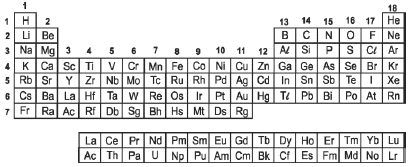 1 18
H 2 13 14 15 16 17 He
1
2 Li Be B C N O F Ne
3 Na Mg 3 4 5 6 7 8 9 10 11 12 Aℓ Si P S Cℓ Ar
4 K Ca Sc Ti V Cr Mn Fe Co Ni Cu Zn Ga Ge As Se Br Kr
5 Rb Sr Y Zr Nb Mo Tc Ru Rh Pd Ag Cd In Sn Sb Te I Xe
6 Cs Ba La Hf Ta W Re Os Ir Pt Au Hg Tℓ Pb Bi Po At Rn
7 Fr Ra Ac Rf Db Sg Bh Hs Mt Ds Rg
La Ce Pr Nd Pm Sm Eu Gd Tb Dy Ho Er Tm Yb Lu
Ac Th Pa U Np Pu Am Cm Bk Cf Es Fm Md No Lr